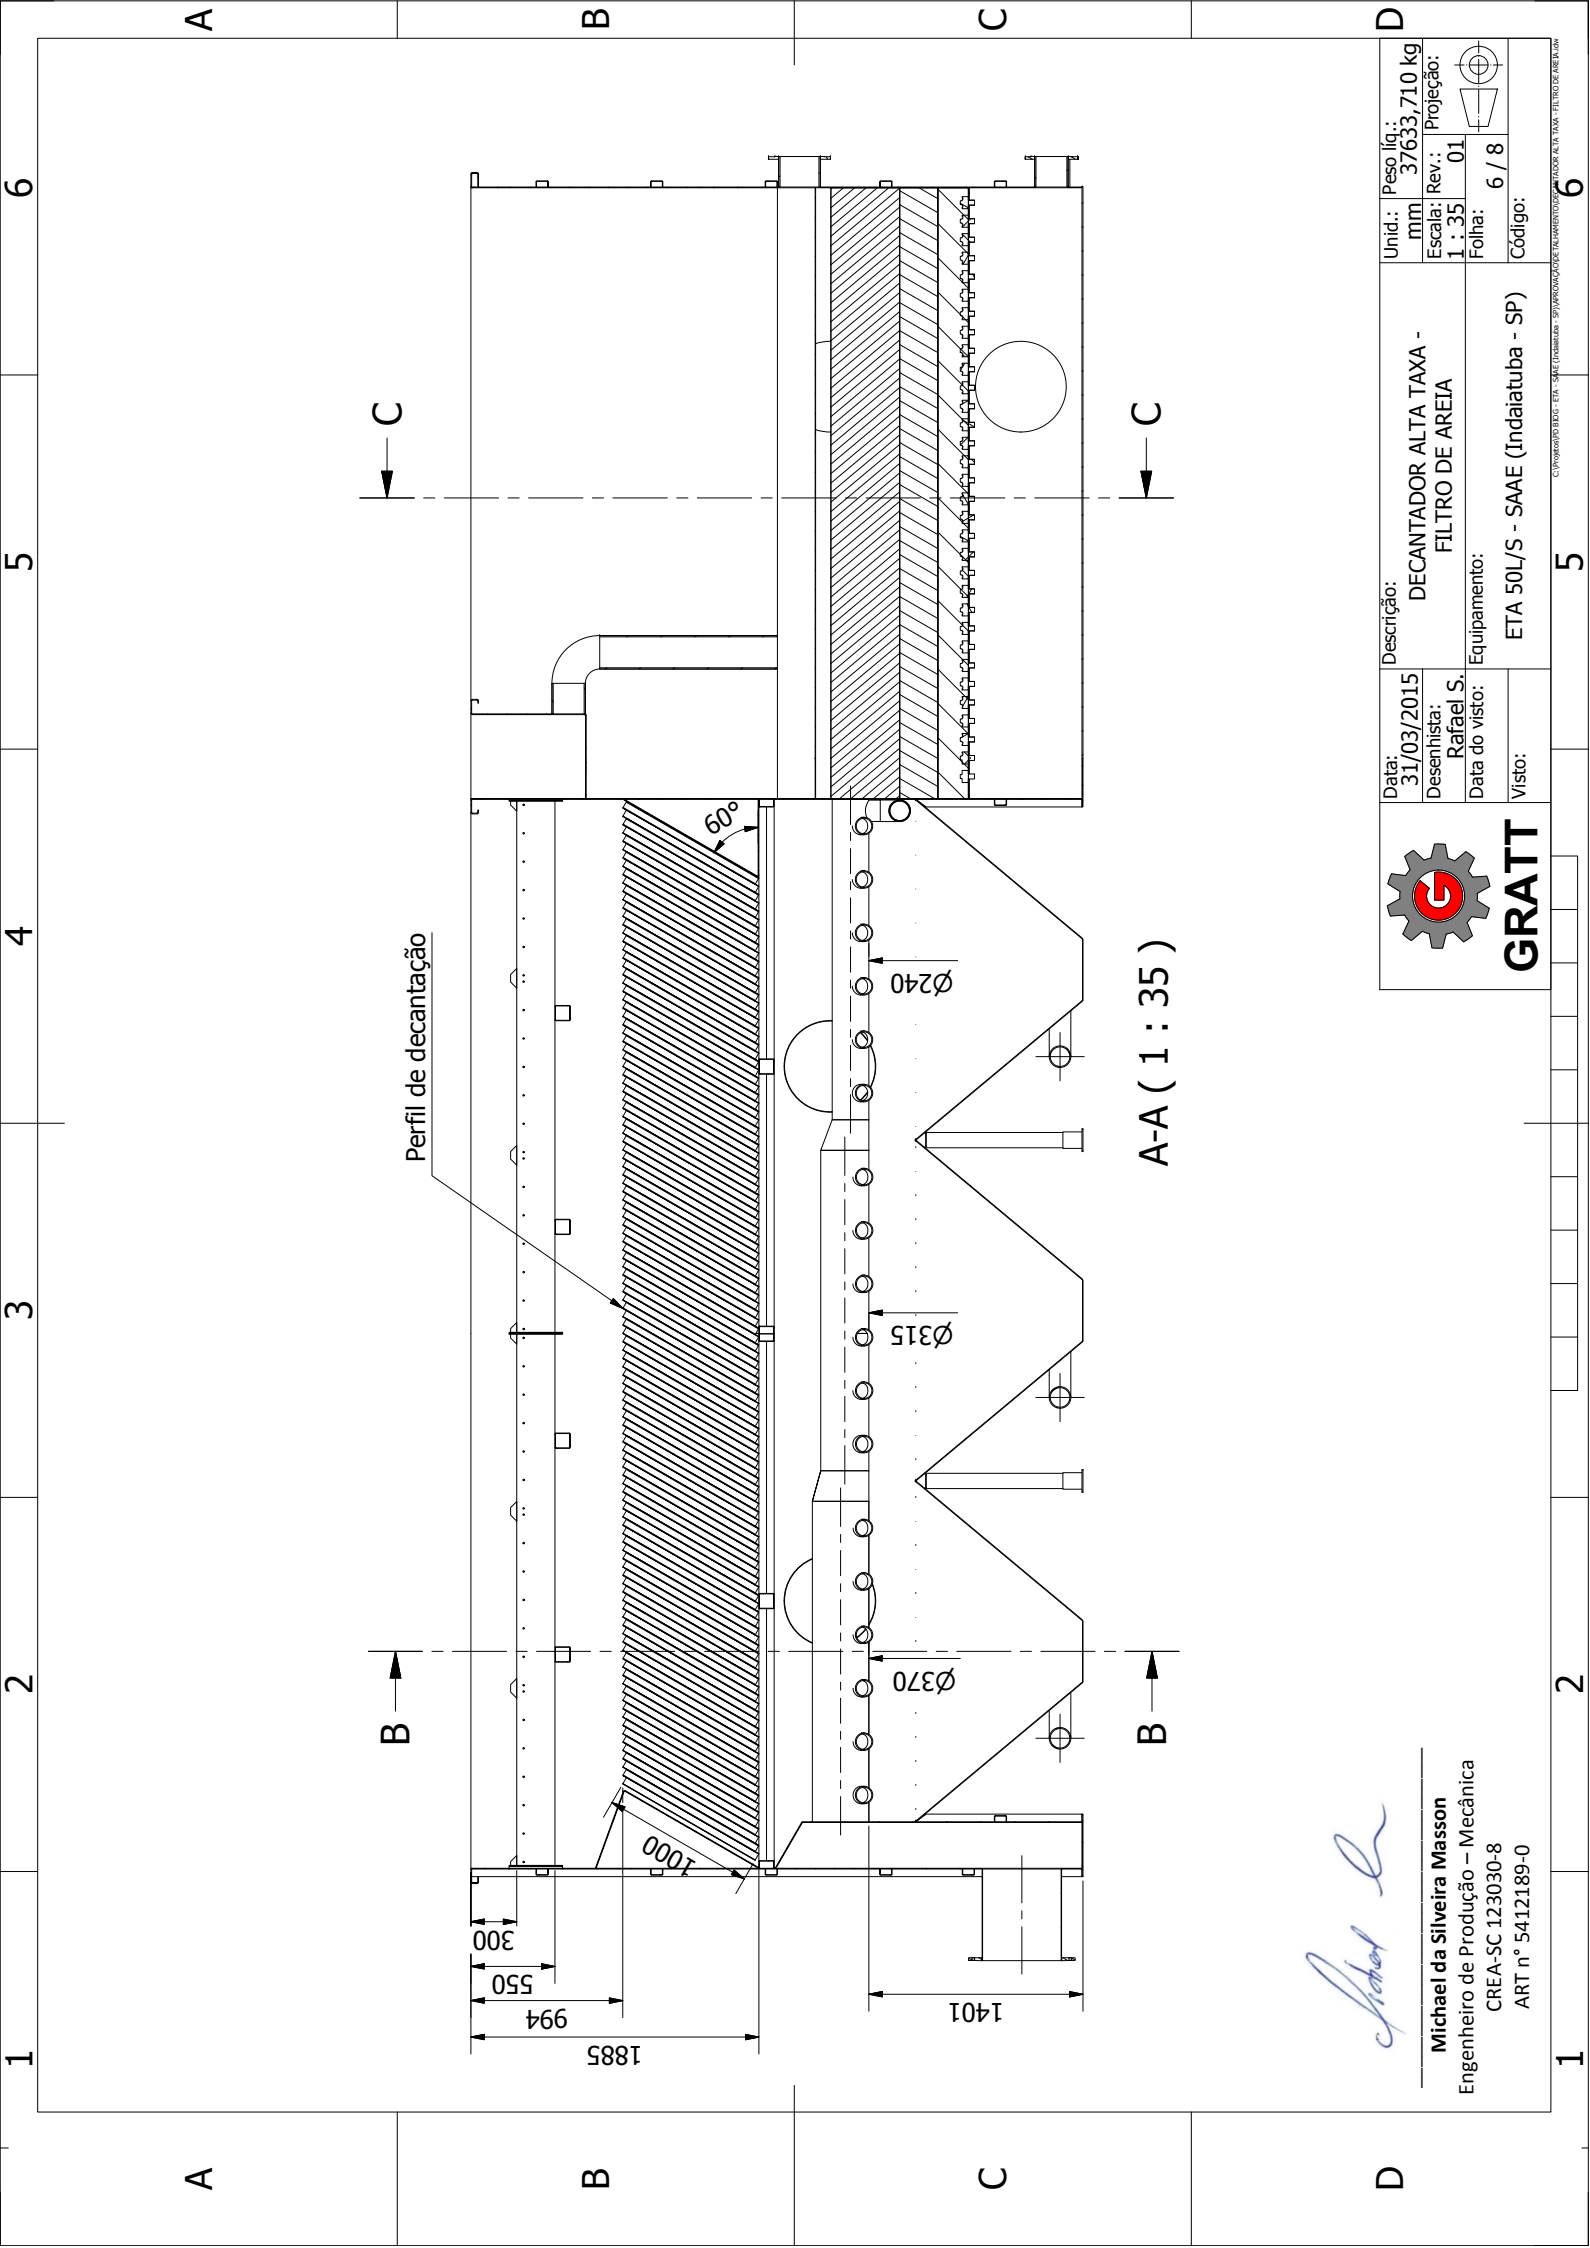 1 2 3 4 5 6
A
B
C
D
A
B
C
D
1 2 5 6
Perfil de decantação
C
C
B
B
60°
1000
300
550
994
1885
1401
Ø370
Ø315
Ø240
A-A ( 1 : 35 )
Michael da Silveira Masson
Engenheiro de Produção – Mecânica
CREA-SC 123030-8
ART n° 5412189-0
G
GRATT
Data:
31/03/2015
Desenhista:
Rafael S.
Data do visto:
Visto:
Descrição:
DECANTADOR ALTA TAXA -
FILTRO DE AREIA
Equipamento:
ETA 50L/S - SAAE (Indaiatuba - SP)
Unid.:
mm
Peso líq.:
37633,710 kg
Escala:
1 : 35
Rev.:
01
Projeção:
Folha:
6 / 8
Código: